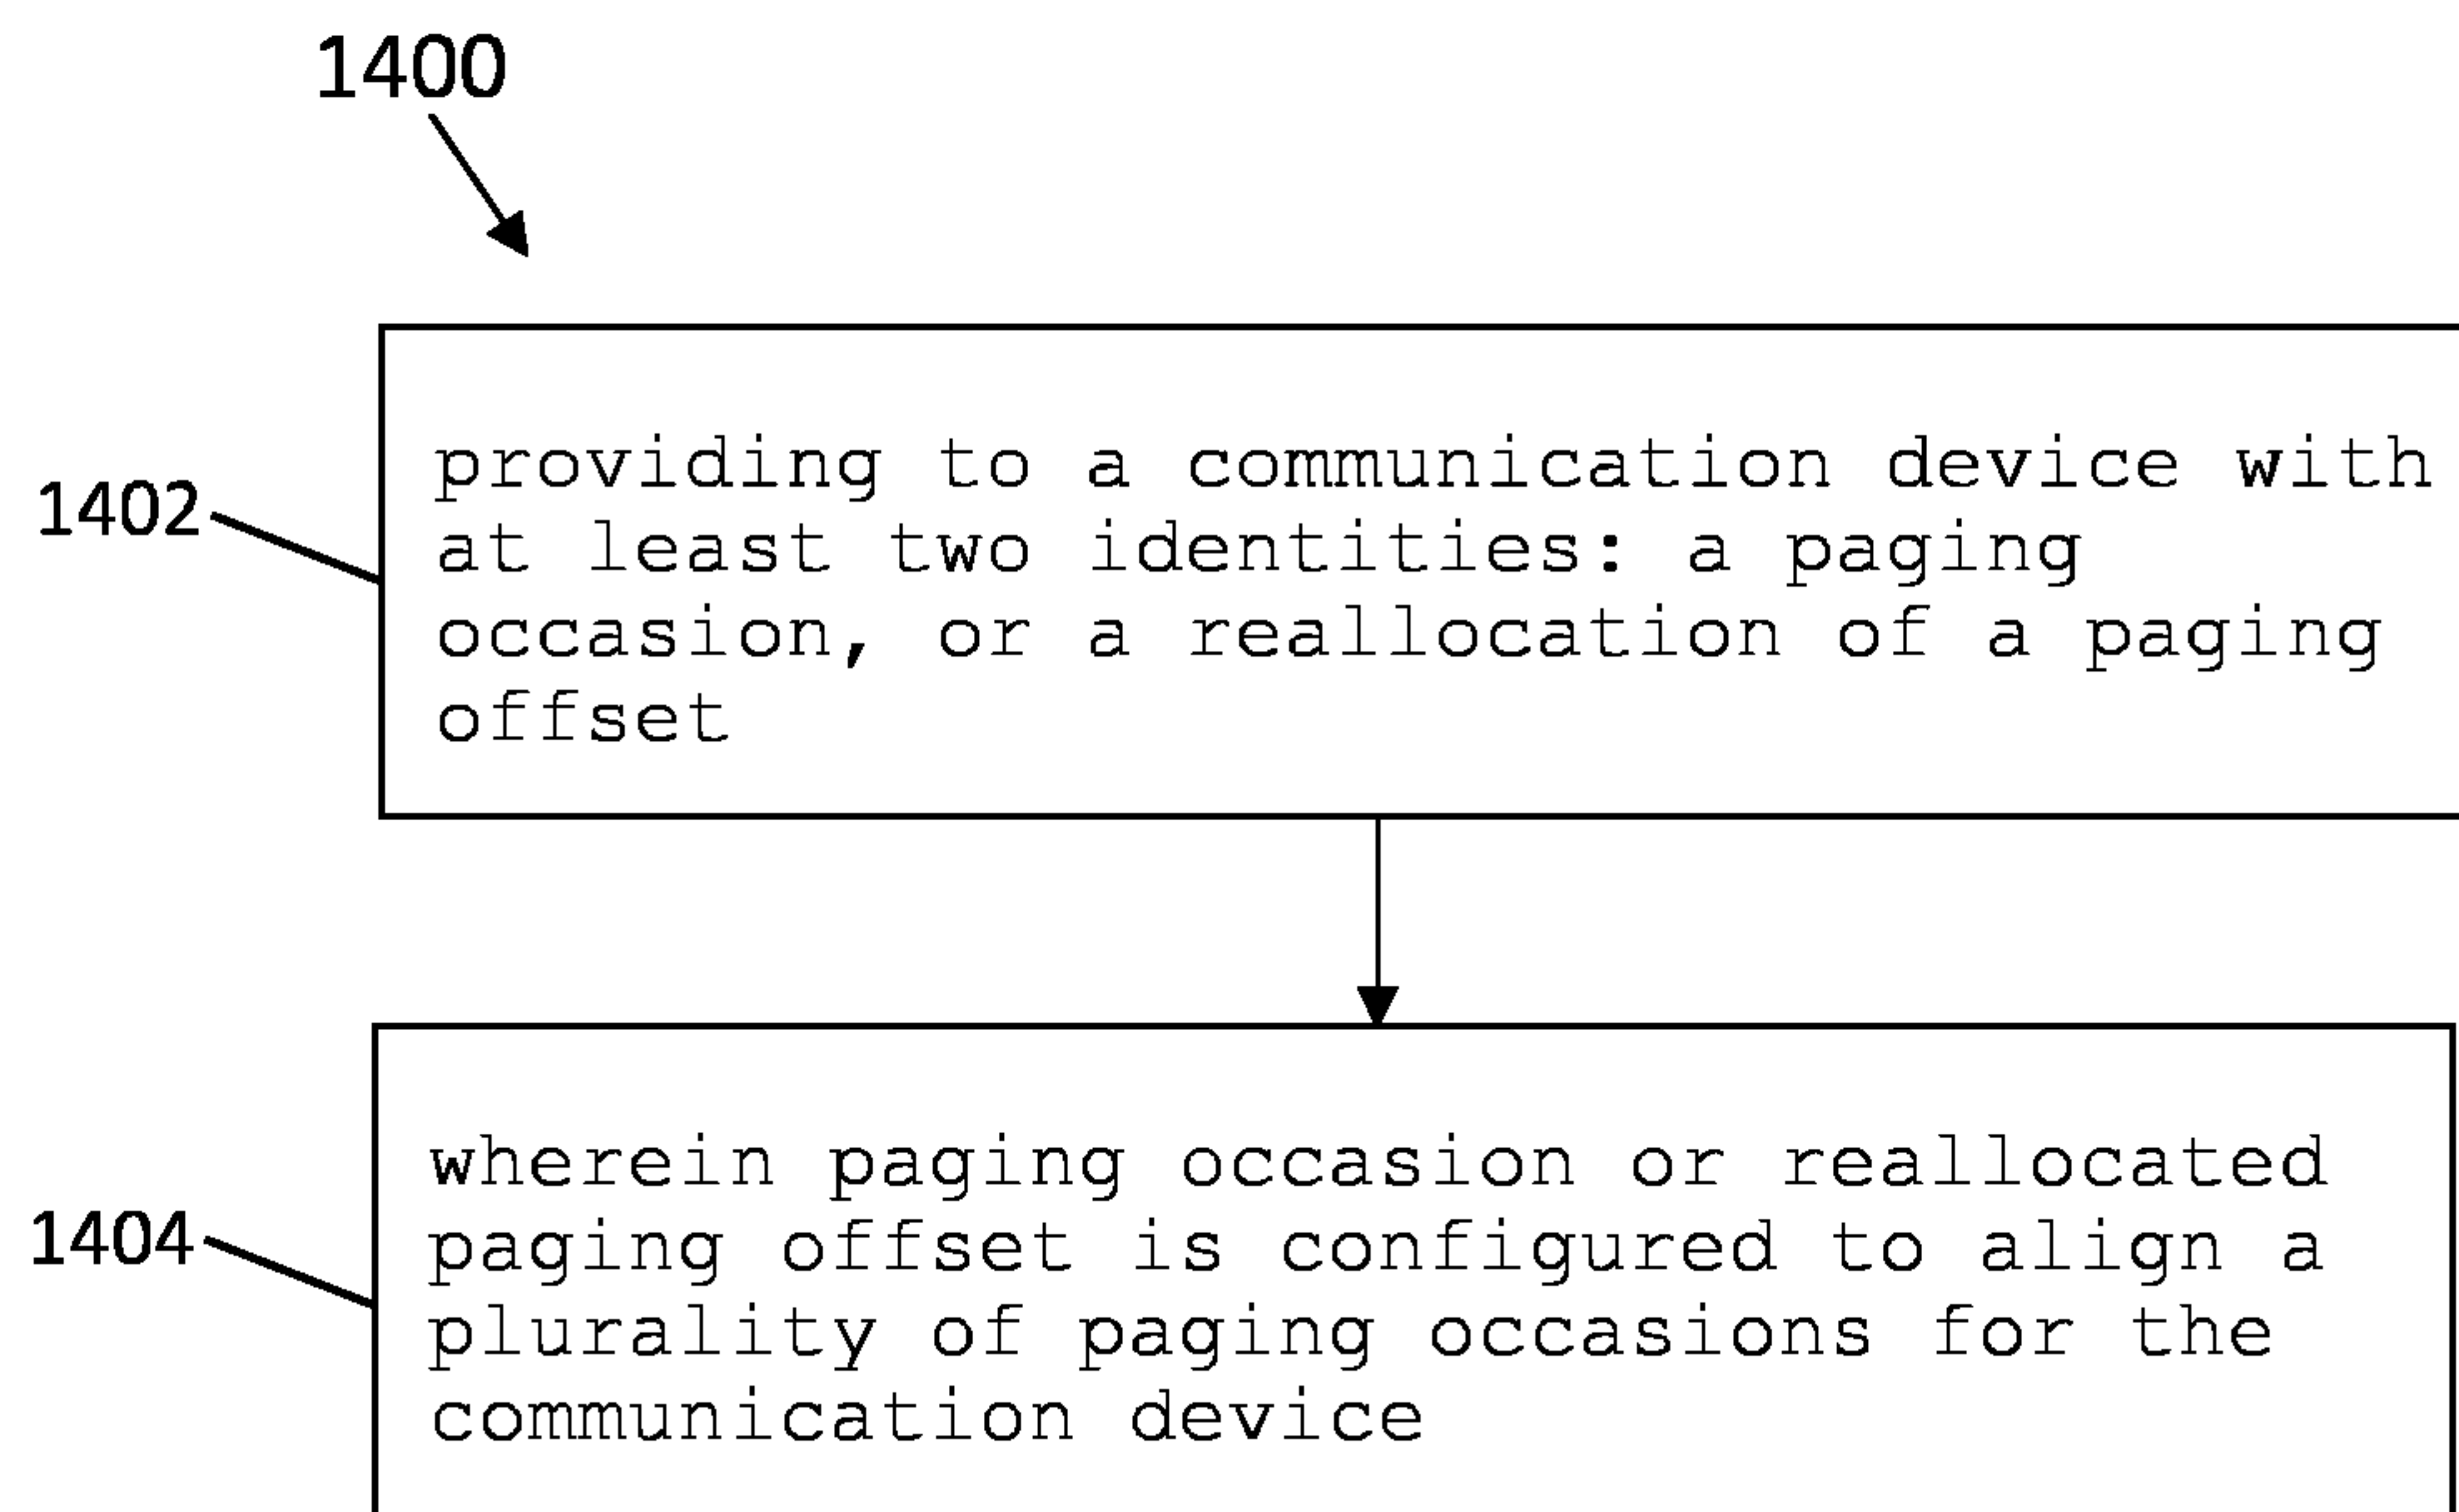 1400
1402
providing to a communication device with
at least two identities: a paging
occasion, or a reallocation of a paging
offset
1404
wherein paging occasion or reallocated
paging offset is configured to align a
plurality of paging occasions for the
communication device